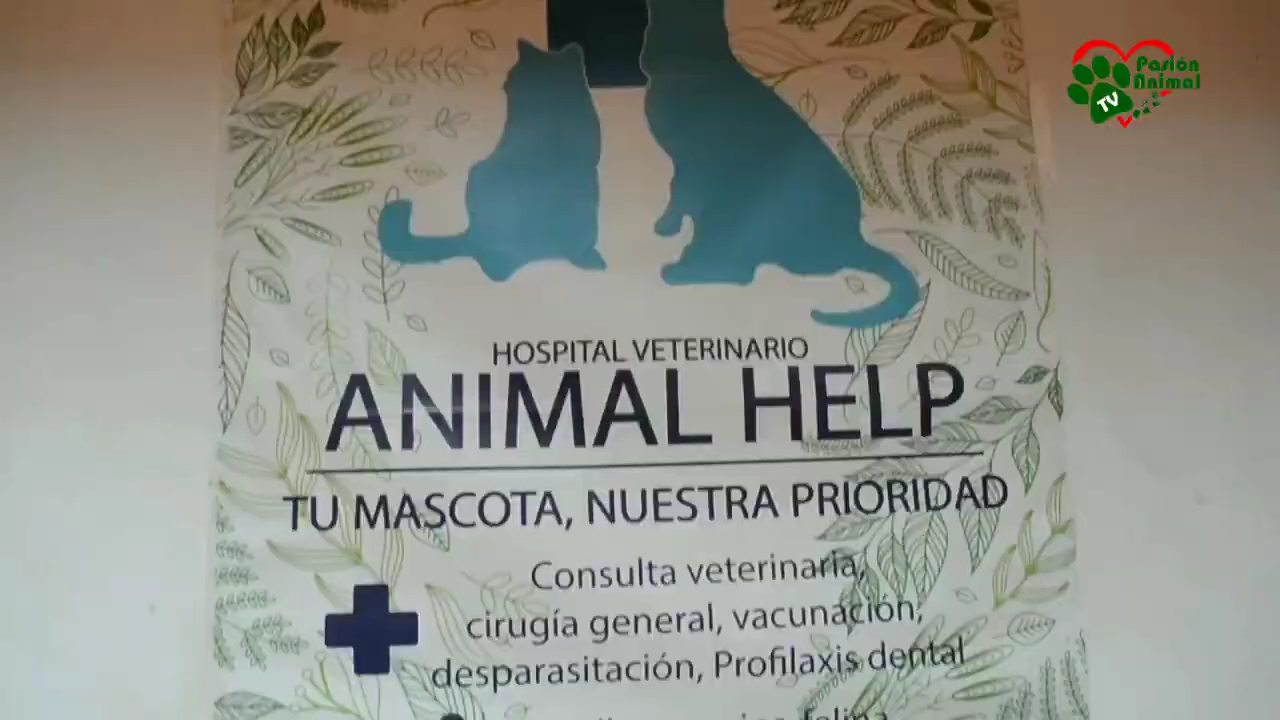 Pasión
Animal
TV
HOSPITAL VETERINARIO
ANIMAL HELP
TU MASCOTA, NUESTRA PRIORIDAD
Consulta veterinaria,
cirugía general, vacunación,
desparasitación, Profilaxis dental
felina